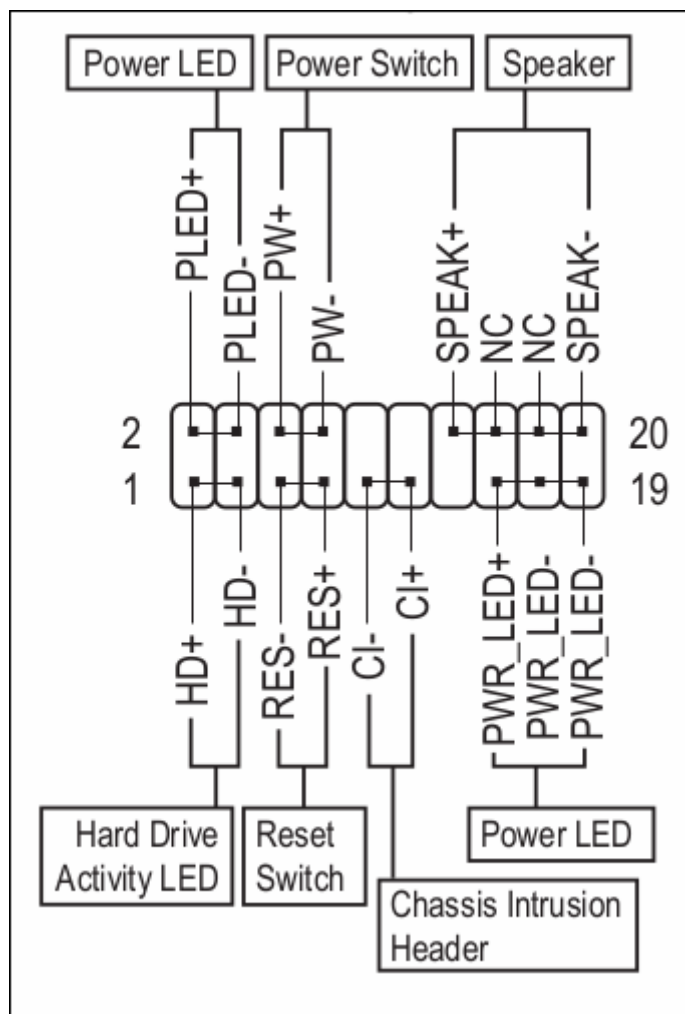 Power LED
Power Switch
Speaker
PLED+
PLED-
PW+
PW-
SPEAK+
NC
NC
SPEAK-
2
20
1
19
HD+
HD-
RES-
RES+
CI-
CI+
PWR_LED+
PWR_LED-
PWR_LED-
Hard Drive
Activity LED
Reset
Switch
Power LED
Chassis Intrusion
Header